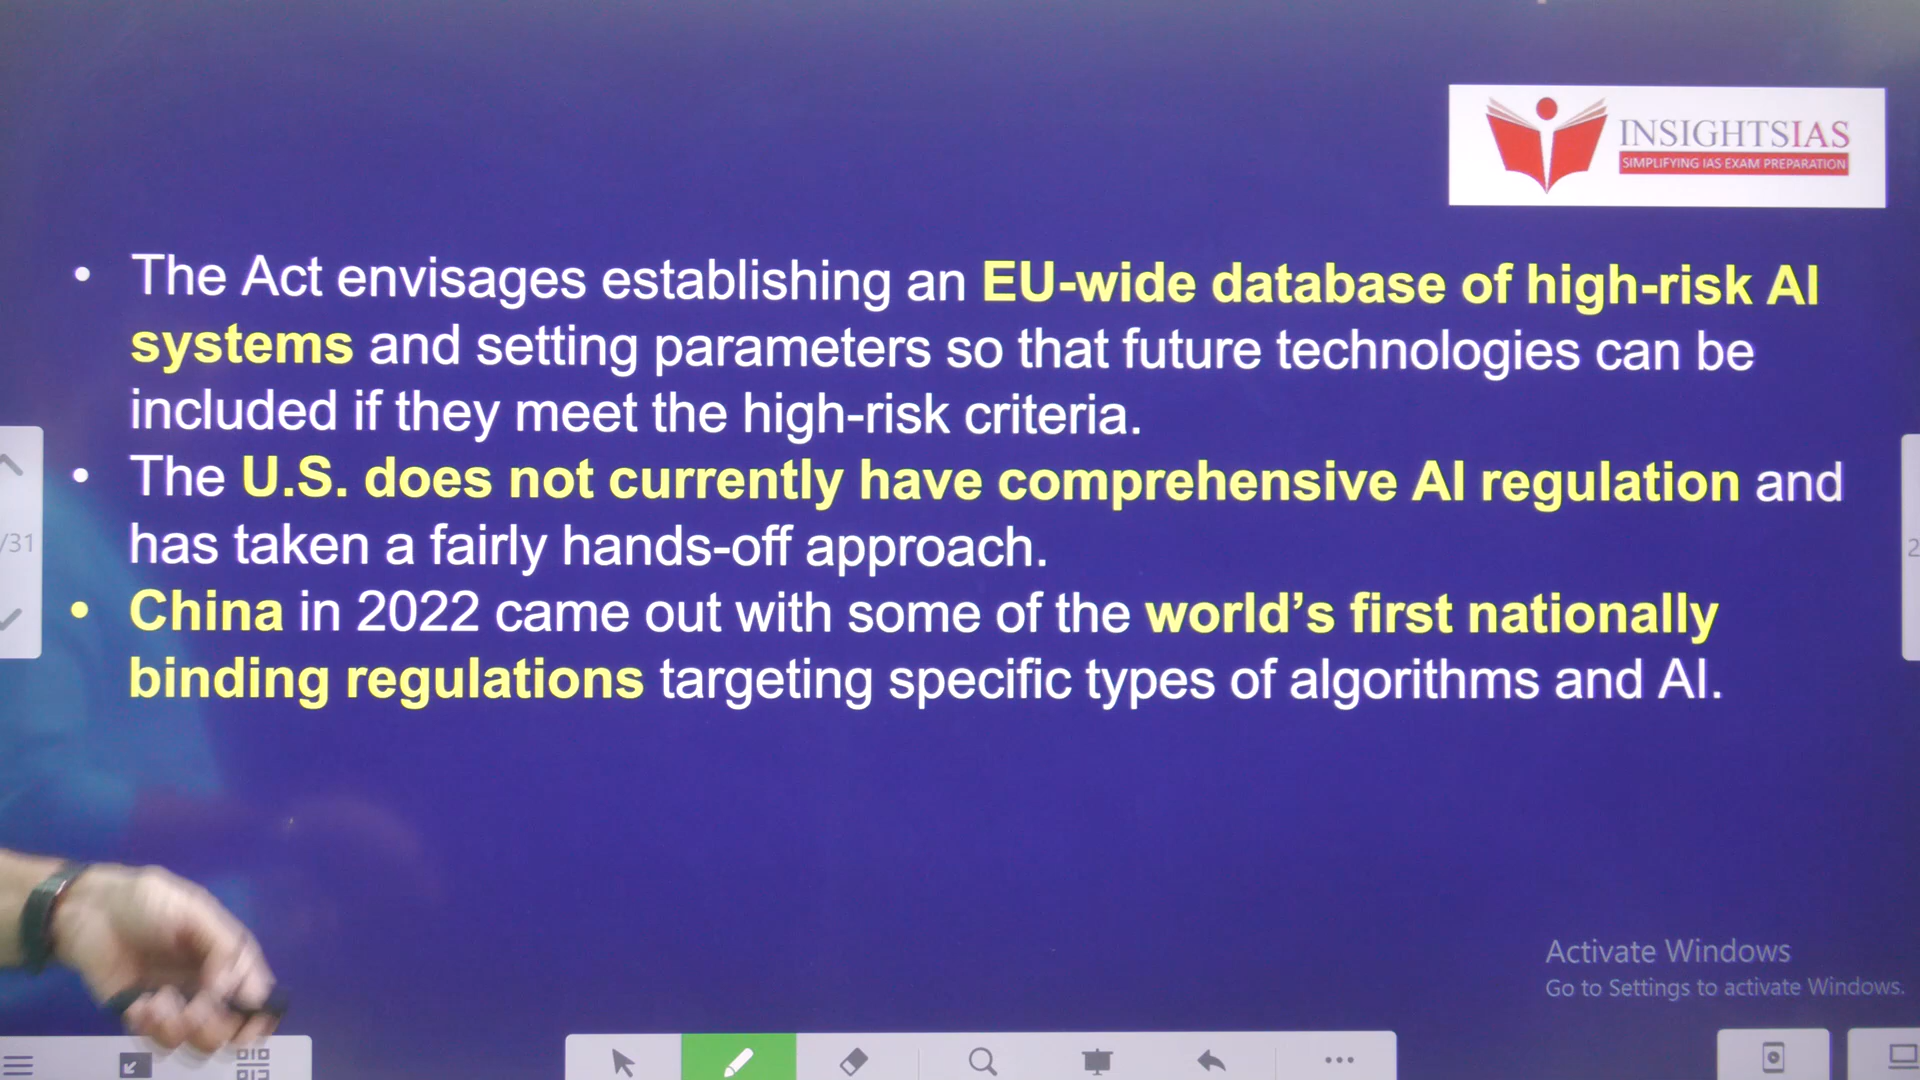 INSIGHTSIAS
SIMPLIFYING IAS EXAM PREPARATION
• The Act envisages establishing an EU-wide database of high-risk AI
systems and setting parameters so that future technologies can be
included if they meet the high-risk criteria.
• The U.S. does not currently have comprehensive AI regulation and
has taken a fairly hands-off approach.
• China in 2022 came out with some of the world’s first nationally
binding regulations targeting specific types of algorithms and AI.
/31
2
Activate Windows
Go to Settings to activate Windows.